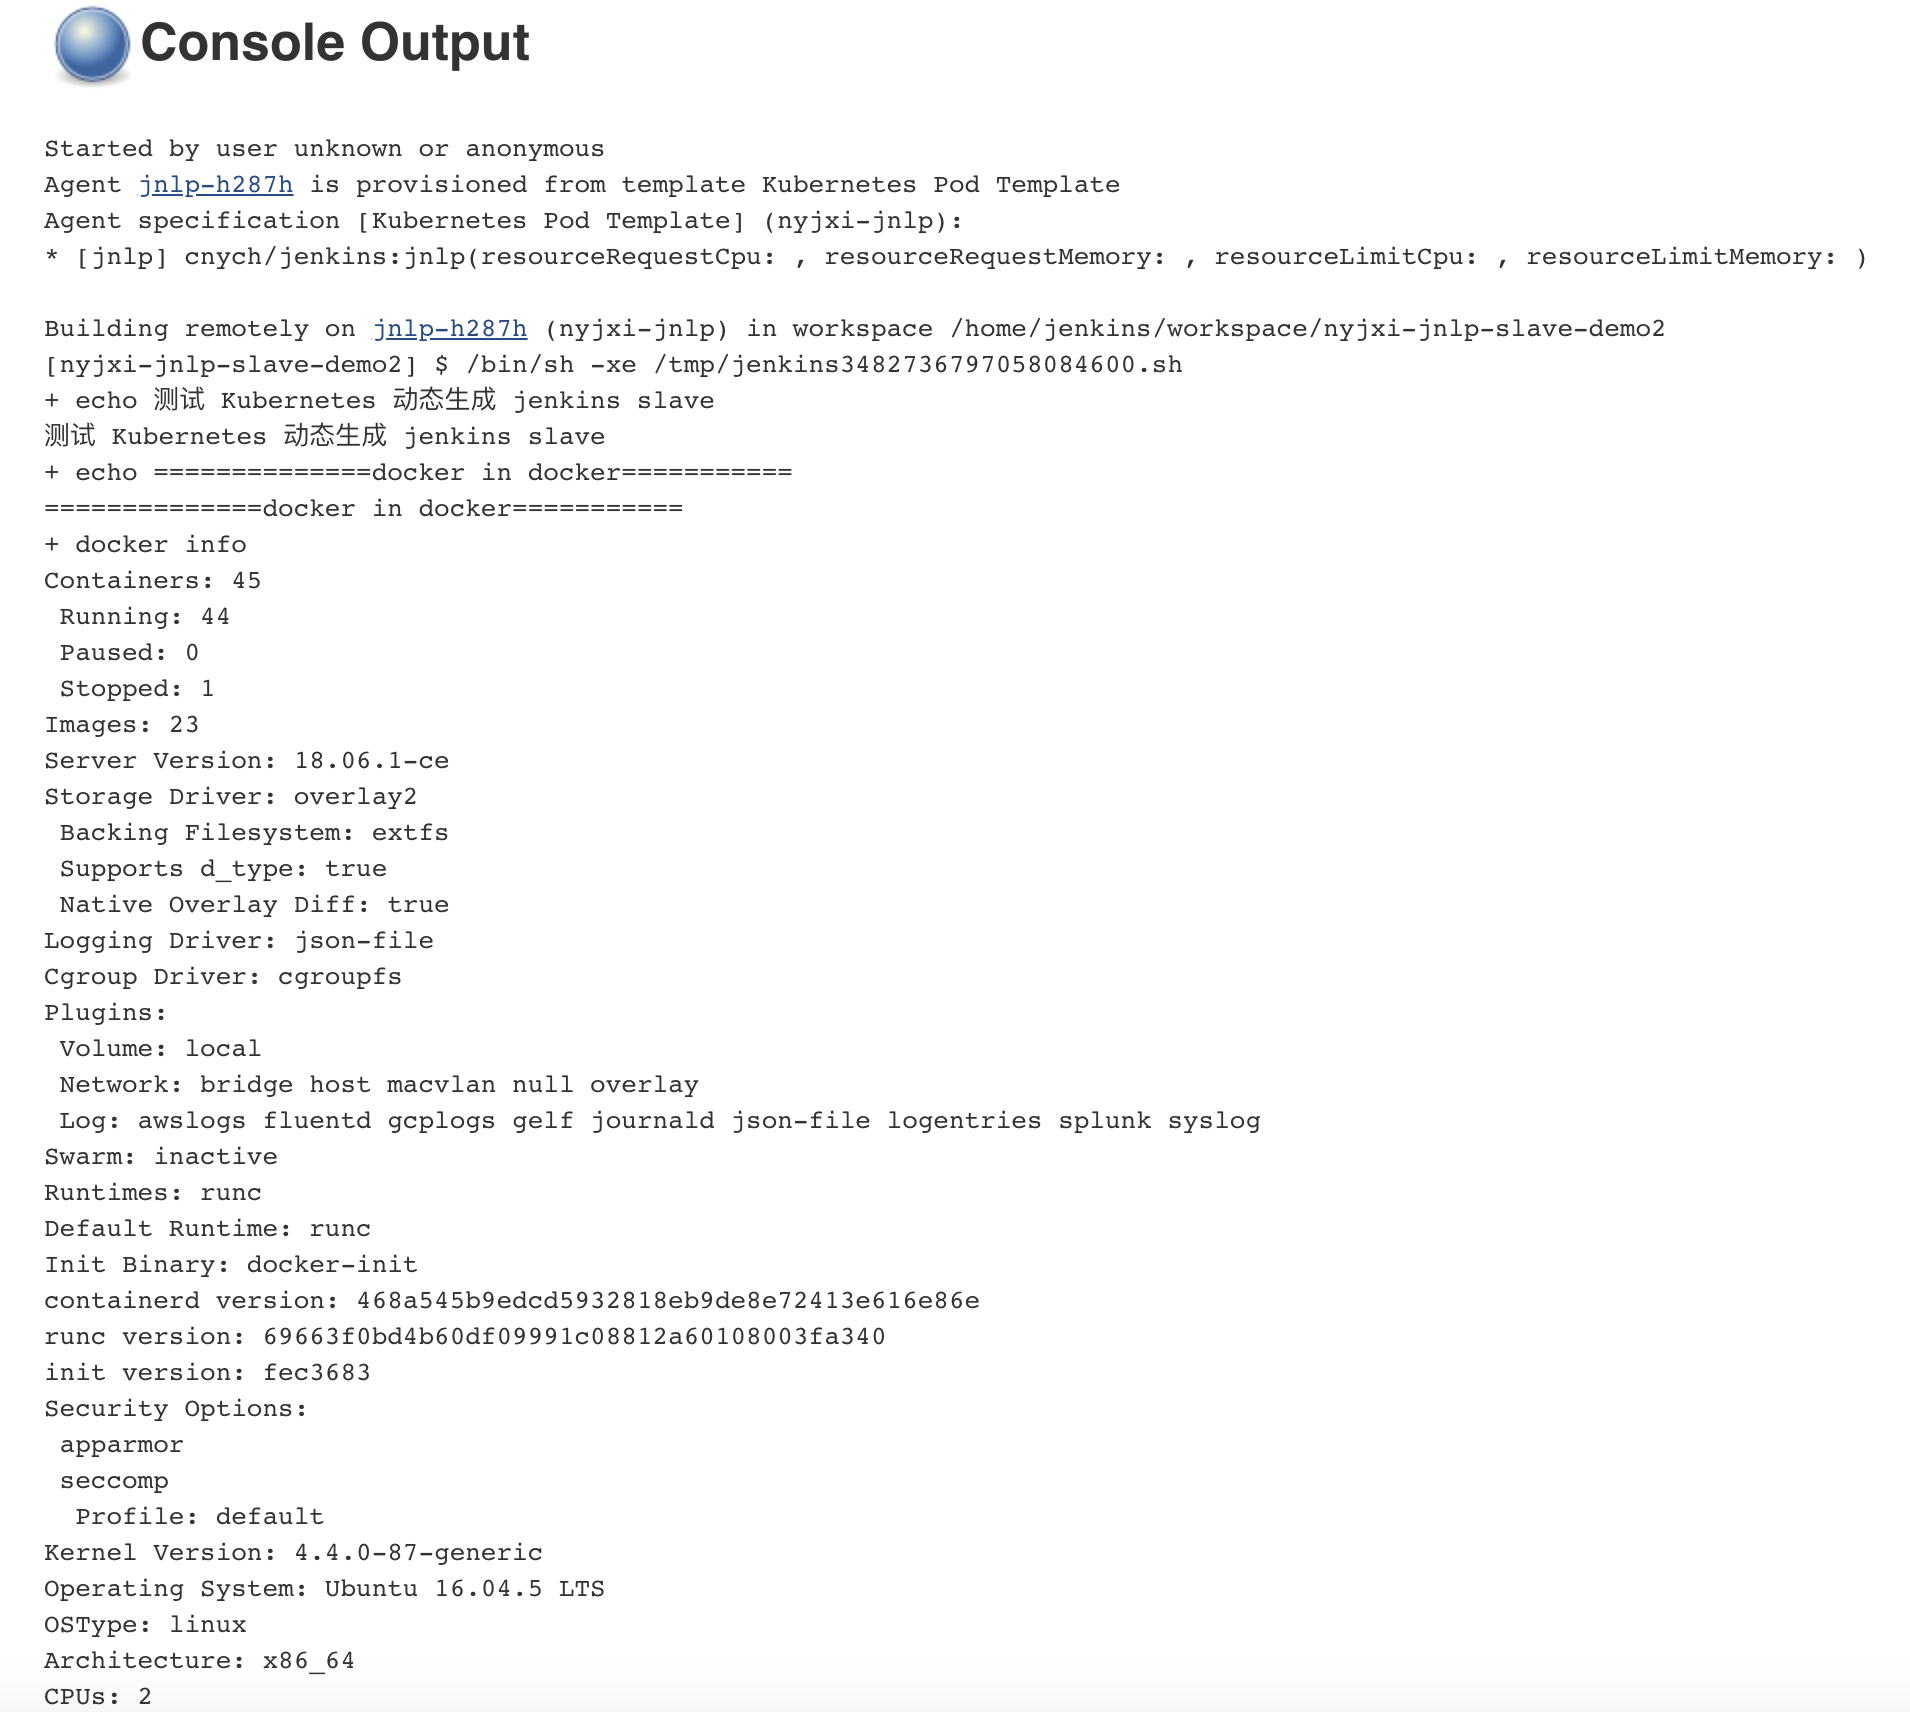 Console Output
Started by user unknown or anonymous
Agent jnlp-h287h is provisioned from template Kubernetes Pod Template
Agent specification [Kubernetes Pod Template] (nyjxi-jnlp):
* [jnlp] cnych/jenkins:jnlp(resourceRequestCpu: , resourceRequestMemory: , resourceLimitCpu: , resourceLimitMemory: )
Building remotely on jnlp-h287h (nyjxi-jnlp) in workspace /home/jenkins/workspace/nyjxi-jnlp-slave-demo2
[nyjxi-jnlp-slave-demo2] $ /bin/sh -xe /tmp/jenkins3482736797058084600.sh
+ echo 测试 Kubernetes 动态生成 jenkins slave
测试 Kubernetes 动态生成 jenkins slave
+ echo ==============docker in docker===========
==============docker in docker===========
+ docker info
Containers: 45
 Running: 44
 Paused: 0
 Stopped: 1
Images: 23
Server Version: 18.06.1-ce
Storage Driver: overlay2
 Backing Filesystem: extfs
 Supports d_type: true
 Native Overlay Diff: true
Logging Driver: json-file
Cgroup Driver: cgroupfs
Plugins:
 Volume: local
 Network: bridge host macvlan null overlay
 Log: awslogs fluentd gcplogs gelf journald json-file logentries splunk syslog
Swarm: inactive
Runtimes: runc
Default Runtime: runc
Init Binary: docker-init
containerd version: 468a545b9edcd5932818eb9de8e72413e616e86e
runc version: 69663f0bd4b60df09991c08812a60108003fa340
init version: fec3683
Security Options:
 apparmor
 seccomp
  Profile: default
Kernel Version: 4.4.0-87-generic
Operating System: Ubuntu 16.04.5 LTS
OSType: linux
Architecture: x86_64
CPUs: 2